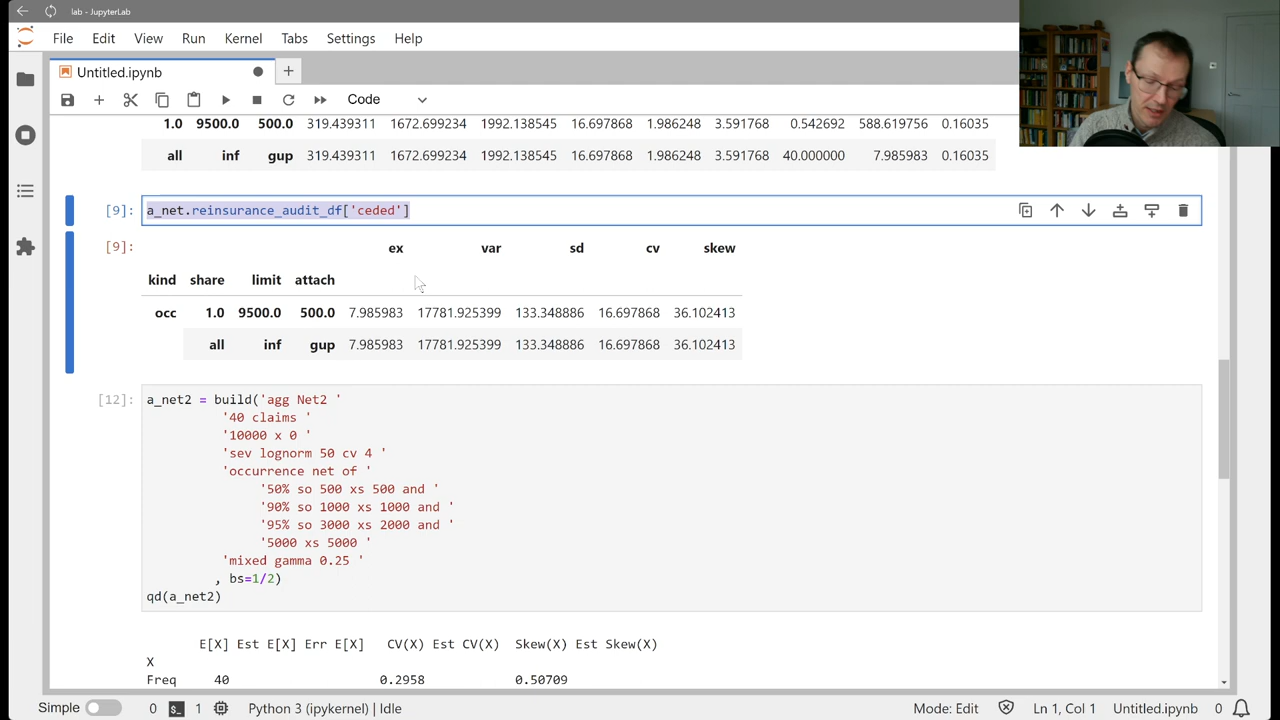 lab - JupyterLab
File Edit View Run Kernel Tabs Settings Help
Untitled.ipynb
Code
1.0 9500.0 500.0 319.439311 1672.699234 1992.138545 16.697868 1.986248 3.591768 0.542692 588.619756 0.16035
all inf gup 319.439311 1672.699234 1992.138545 16.697868 1.986248 3.591768 40.000000 7.985983 0.16035
[9]: a_net.reinsurance_audit_df['ceded']
[9]: ex var sd cv skew
kind share limit attach
occ 1.0 9500.0 500.0 7.985983 17781.925399 133.348886 16.697868 36.102413
all inf gup 7.985983 17781.925399 133.348886 16.697868 36.102413
[12]: a_net2 = build('agg Net2 '
'40 claims '
'10000 x 0 '
'sev lognorm 50 cv 4 '
'occurrence net of '
'50% so 500 xs 500 and '
'90% so 1000 xs 1000 and '
'95% so 3000 xs 2000 and '
'5000 xs 5000 '
'mixed gamma 0.25 '
, bs=1/2)
qd(a_net2)
E[X] Est E[X] Err E[X] CV(X) Est CV(X) Skew(X) Est Skew(X)
X
Freq 40 0.2958 0.50709
Simple 0 1 Python 3 (ipykernel) | Idle Mode: Edit Ln 1, Col 1 Untitled.ipynb 0